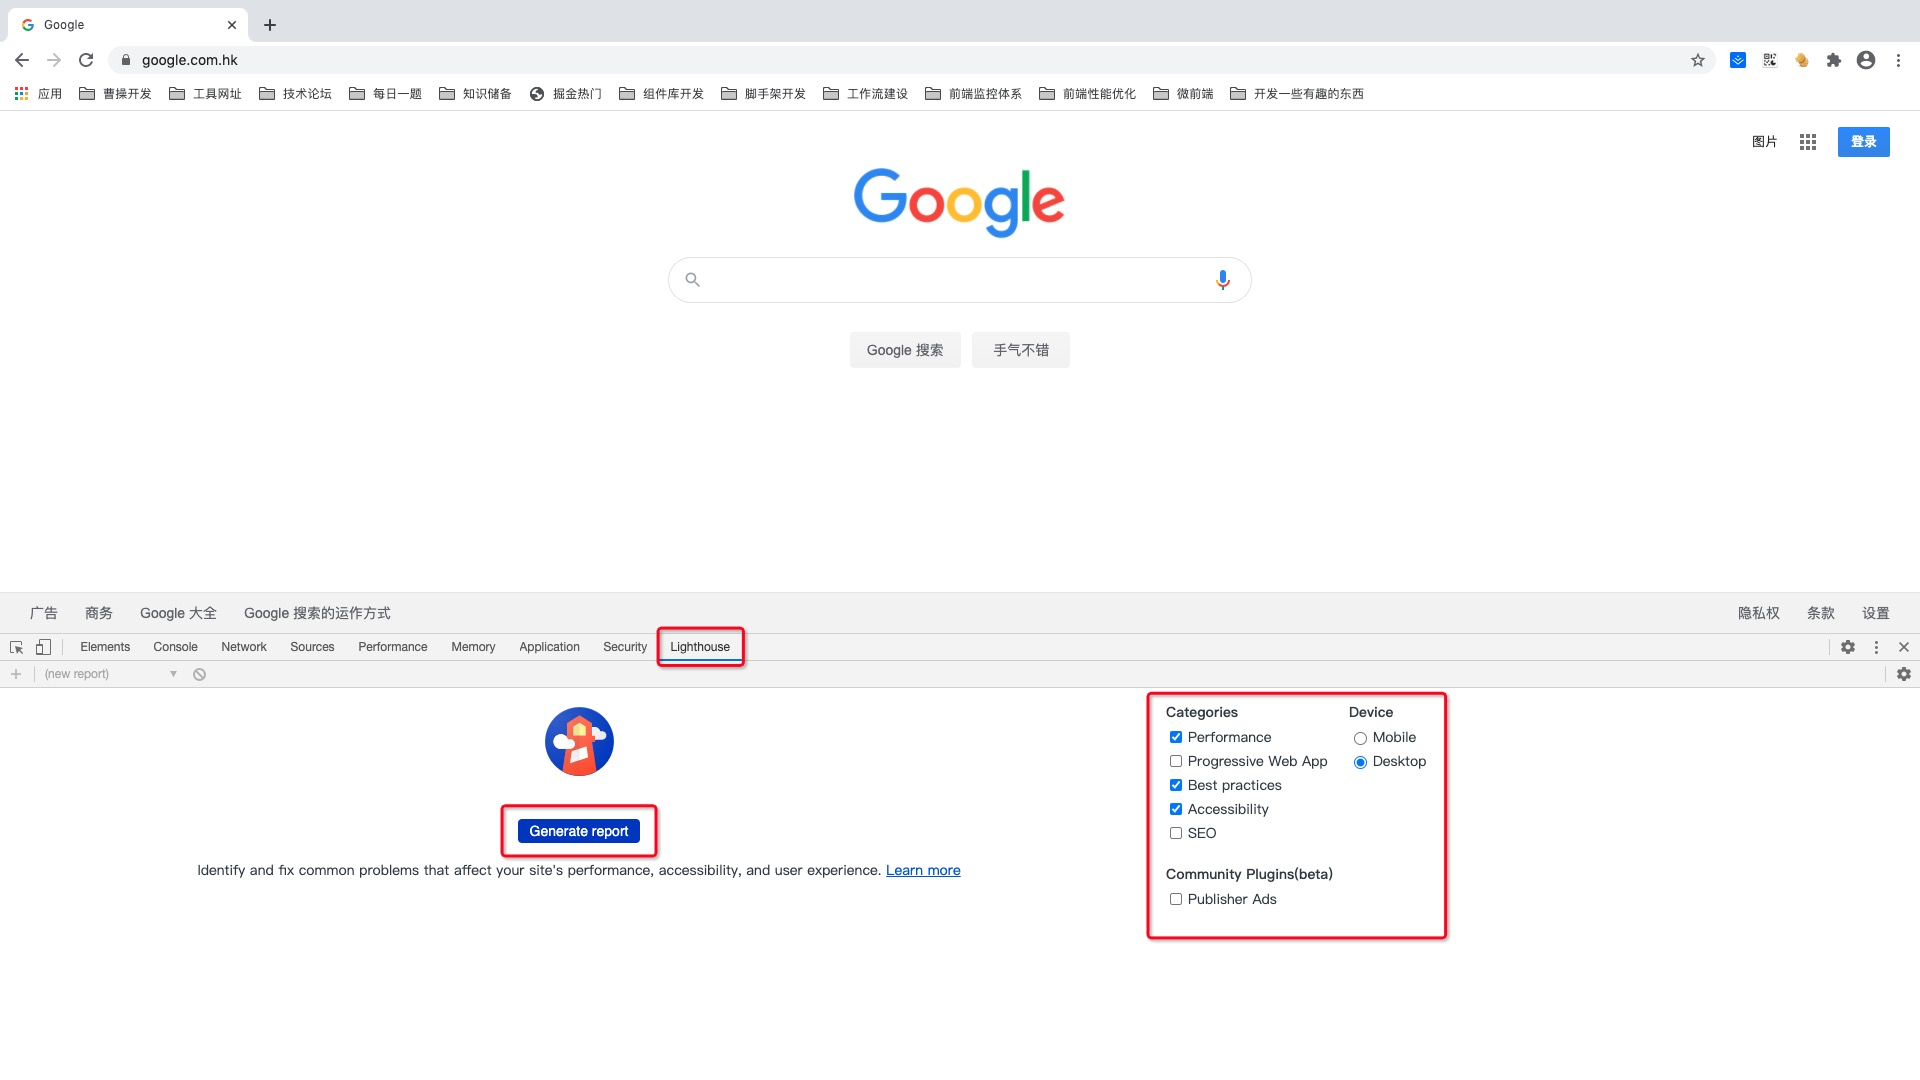 Google
google.com.hk
应用 曹操开发 工具网址 技术论坛 每日一题 知识储备 掘金热门 组件库开发 脚手架开发 工作流建设 前端监控体系 前端性能优化 微前端 开发一些有趣的东西
图片 登录
Google
Google 搜索 手气不错
广告 商务 Google 大全 Google 搜索的运作方式 隐私权 条款 设置
Elements Console Network Sources Performance Memory Application Security Lighthouse
(new report)
Generate report
Identify and fix common problems that affect your site's performance, accessibility, and user experience. Learn more
Categories Device
Performance Mobile
Progressive Web App Desktop
Best practices
Accessibility
SEO
Community Plugins(beta)
Publisher Ads